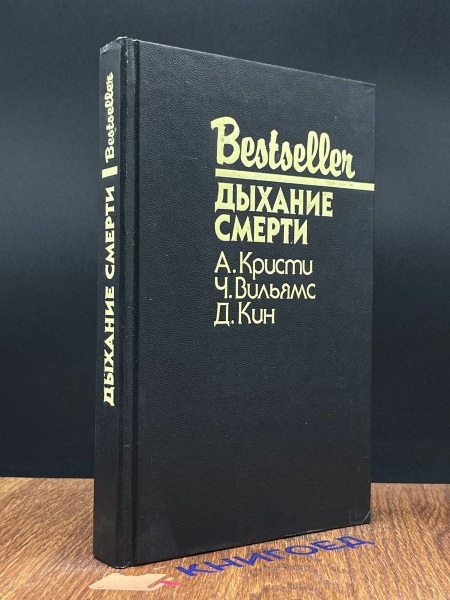 Bestseller
ДЫХАНИЕ
СМЕРТИ
А.Кристи
Ч.Вильямс
Д.Кин
ДЫХАНИЕ СМЕРТИ | Bestseller
КНИГОЕД